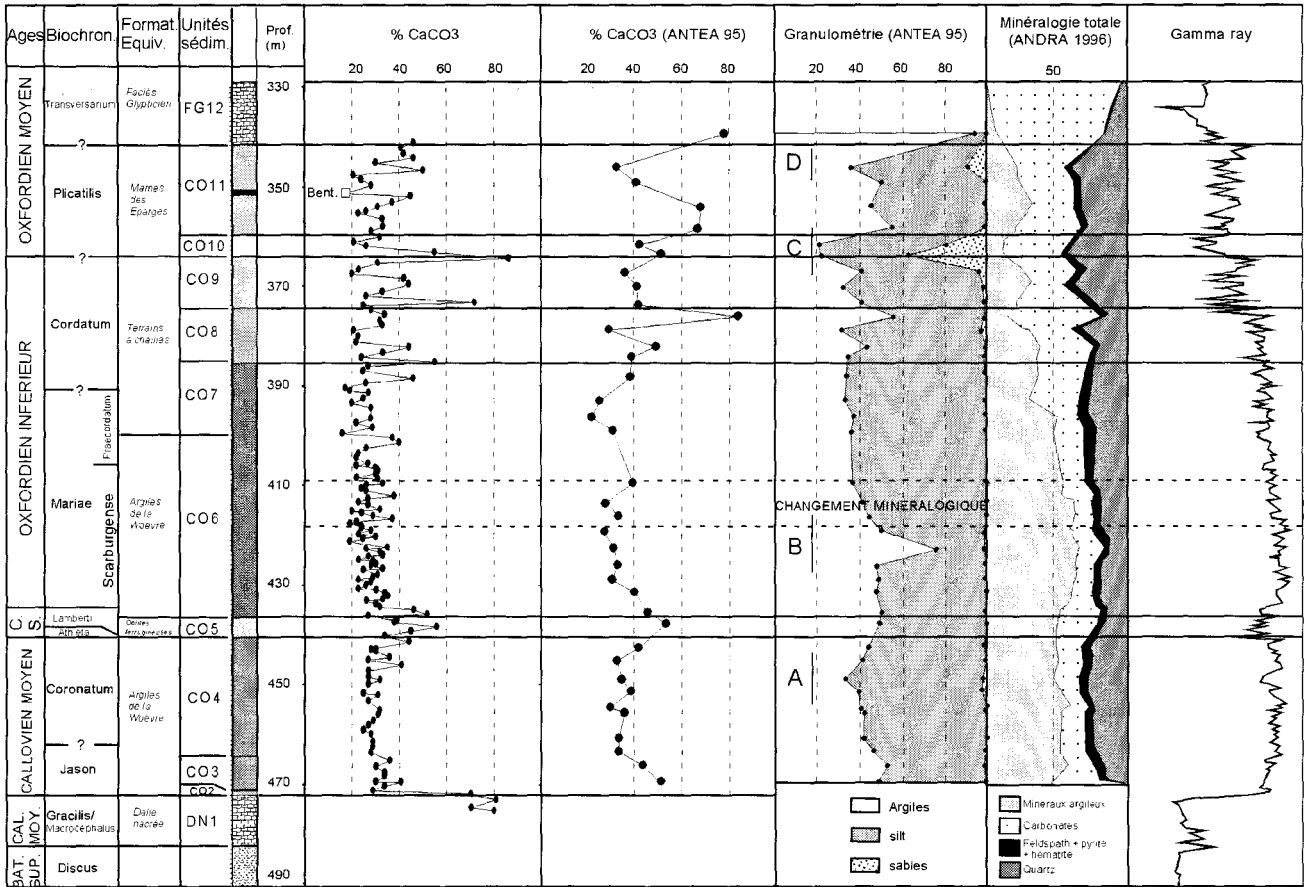 Ages
Biochron.
Format. Equiv.
Unités sédim.
Prof. (m)
% CaCO3
% CaCO3 (ANTEA 95)
Granulométrie (ANTEA 95)
Minéralogie totale (ANDRA 1996)
Gamma ray
20 40 60 80
20 40 60 80
20 40 60 80
50
OXFORDIEN MOYEN
OXFORDIEN INFERIEUR
C. S.
CALLOVIEN MOYEN
CAL. MOY.
BAT. SUP.
Transversarium
?
Plicatilis
?
Cordatum
?
Praecordatum
Mariae
Scarburgense
Lamberti
Athleta
Coronatum
?
Jason
Gracilis/
Macrocephalus
Discus
Faciès
Glypticien
Marnes
des
Eparges
Terrains
à chailles
Argiles
de la
Woevre
Oolites
ferrugineuses
Argiles
de la
Woevre
Dalle
nacrée
FG12
CO11
CO10
CO9
CO8
CO7
CO6
CO5
CO4
CO3
CO2
DN1
330
350
370
390
410
430
450
470
490
Bent.
D
C
CHANGEMENT MINERALOGIQUE
B
A
Argiles
silt
sables
Mineraux argileux
Carbonates
Feldspath + pyrite
+ hématite
Quartz